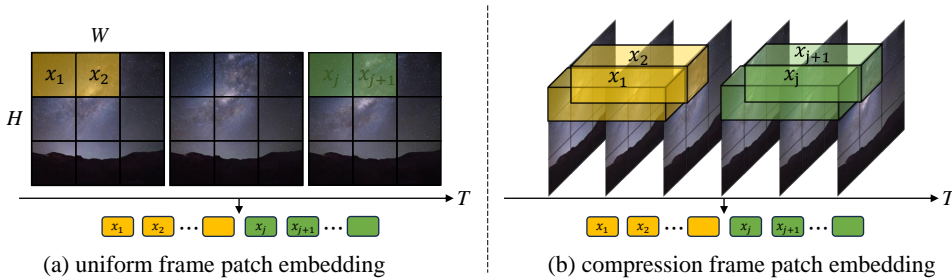 W
H
x₁ x₂ xⱼ xⱼ₊₁
T
x₁ x₂ ... xⱼ xⱼ₊₁ ...
(a) uniform frame patch embedding
x₂ xⱼ₊₁
x₁ xⱼ
T
x₁ x₂ ... xⱼ xⱼ₊₁ ...
(b) compression frame patch embedding